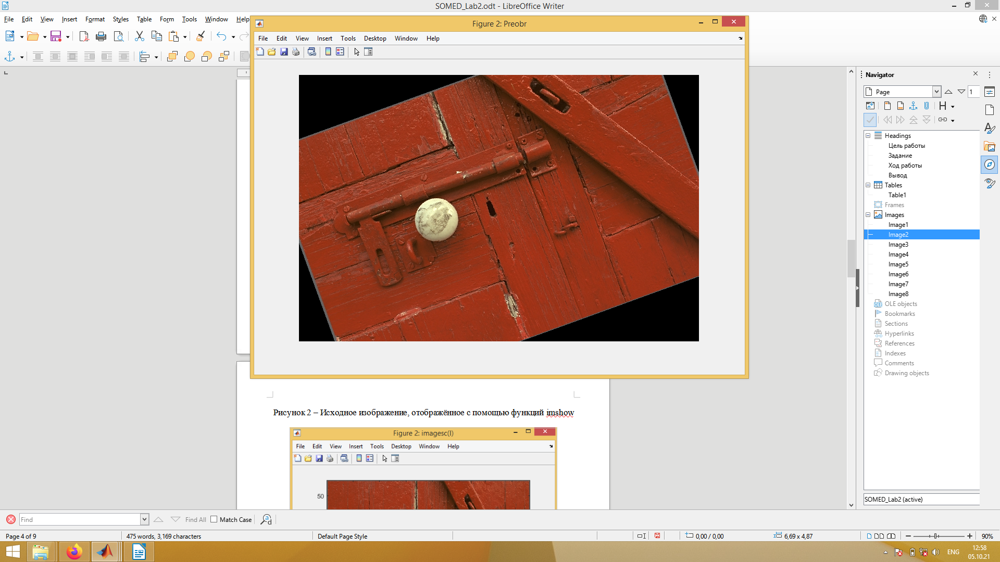 SOMED_Lab2.odt - LibreOffice Writer
File Edit View Insert Format Styles Table Form Tools Window Help
Figure 2: Preobr
File Edit View Insert Tools Desktop Window Help
Navigator
Page
1
Headings
Цель работы
Задание
Ход работы
Вывод
Tables
Table1
Frames
Images
Image1
Image2
Image3
Image4
Image5
Image6
Image7
Image8
OLE objects
Bookmarks
Sections
Hyperlinks
References
Indexes
Comments
Drawing objects
SOMED_Lab2 (active)
Рисунок 2 – Исходное изображение, отображённое с помощью функций imshow
Figure 2: imagesc(I)
File Edit View Insert Tools Desktop Window Help
50
Find
Find All
Match Case
Page 4 of 9
475 words, 3,169 characters
Default Page Style
0,00 / 0,00
6,69 x 4,87
90%
ENG
12:58
05.10.21